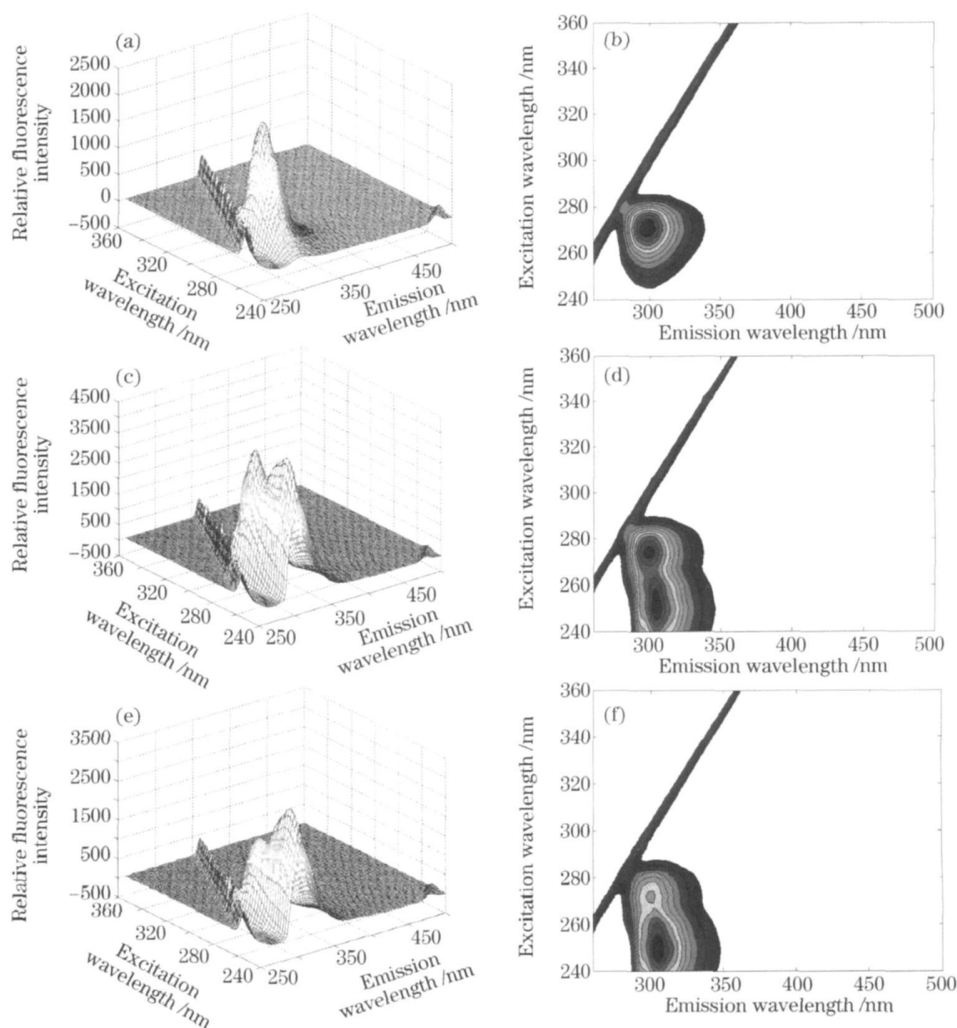 (a)
Relative fluorescence
intensity
2500
2000
1500
1000
500
0
−500
360
320
280
240
250
350
450
Excitation
wavelength /nm
Emission
wavelength /nm
(b)
Excitation wavelength /nm
360
340
320
300
280
260
240
300
350
400
450
500
Emission wavelength /nm
(c)
Relative fluorescence
intensity
4500
3500
2500
1500
500
−500
360
320
280
240
250
350
450
Excitation
wavelength /nm
Emission
wavelength /nm
(d)
Excitation wavelength /nm
360
340
320
300
280
260
240
300
350
400
450
500
Emission wavelength /nm
(e)
Relative fluorescence
intensity
3500
2500
1500
500
−500
360
320
280
240
250
350
450
Excitation
wavelength /nm
Emission
wavelength /nm
(f)
Excitation wavelength /nm
360
340
320
300
280
260
240
300
350
400
450
500
Emission wavelength /nm